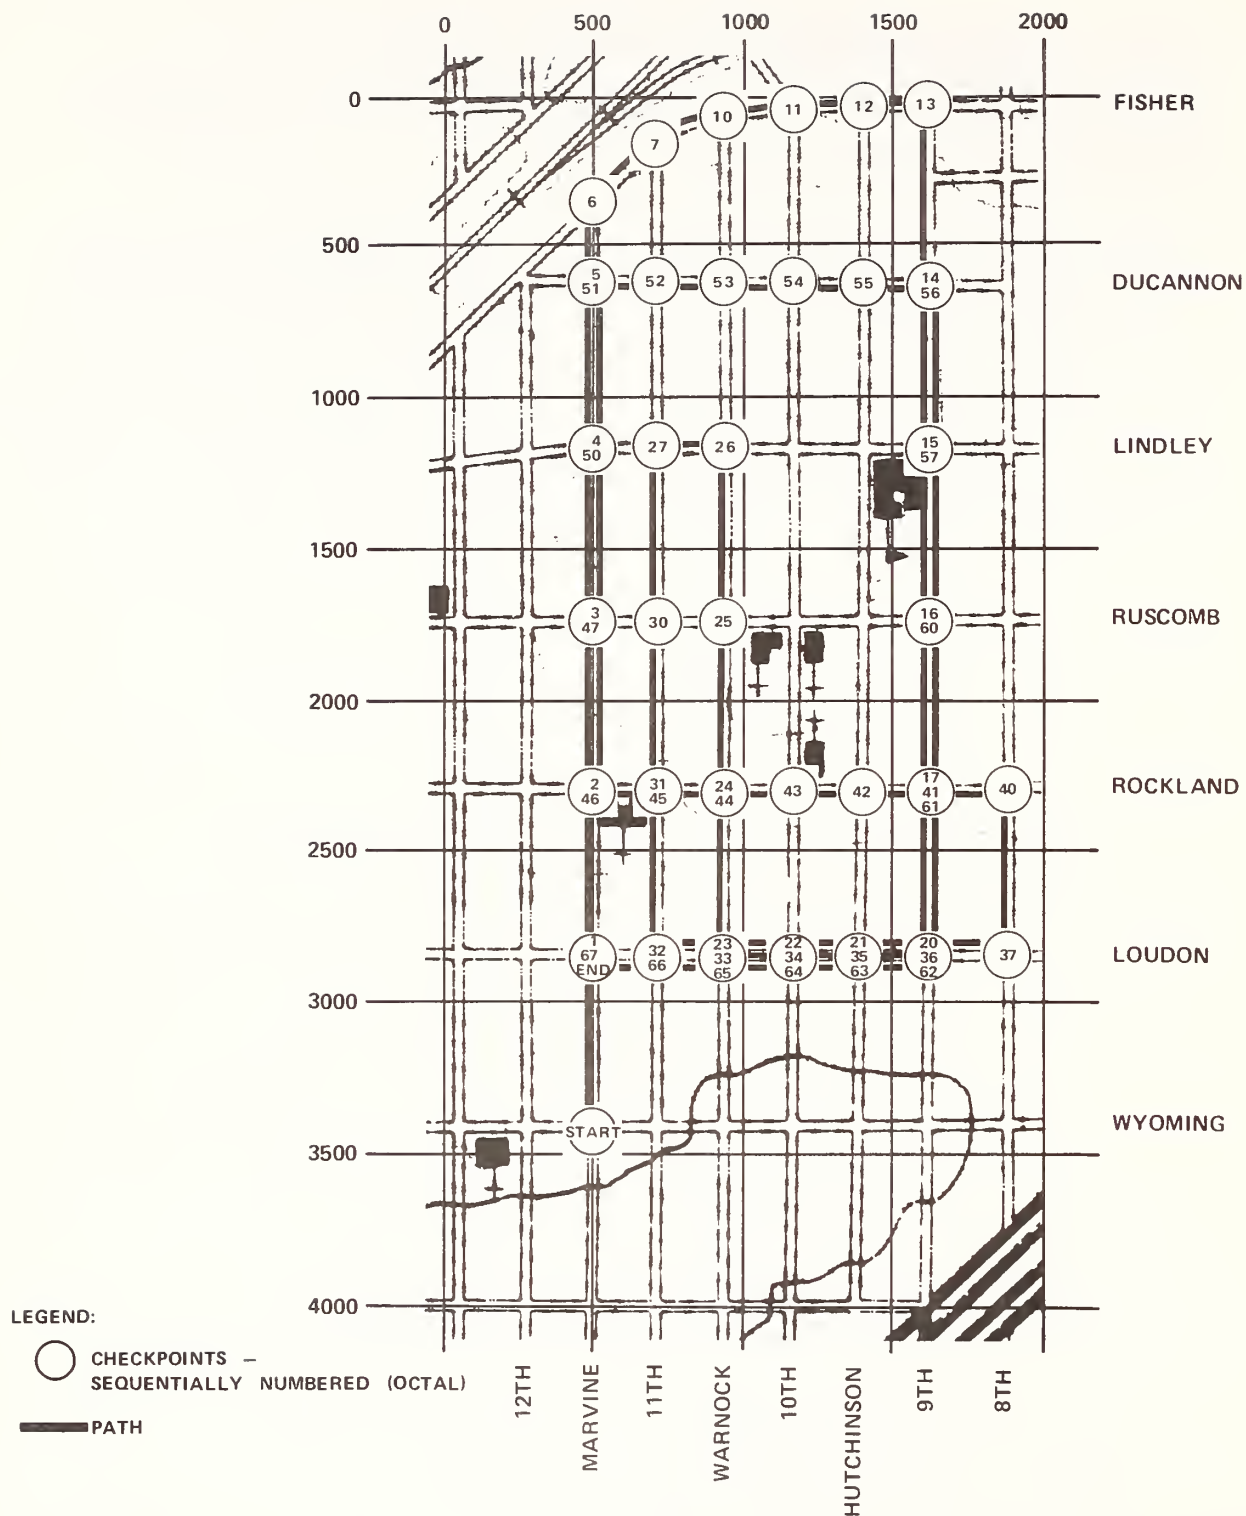 0 500 1000 1500 2000
0
FISHER
13
12
11
10
7
6
500
5 52 53 54 55 14
51 56
DUCANNON
1000
4 27 26 15
50 57
LINDLEY
1500
3 30 25 16
47 60
RUSCOMB
2000
17
2 31 24 43 42 41 40
46 45 44 61
ROCKLAND
2500
1 23 22 21 20
67 32 33 34 35 36 37
END 66 65 64 63 62
LOUDON
3000
START
WYOMING
3500
4000
LEGEND:
CHECKPOINTS –
SEQUENTIALLY NUMBERED (OCTAL)
PATH
12TH
MARVINE
11TH
WARNOCK
10TH
HUTCHINSON
9TH
8TH